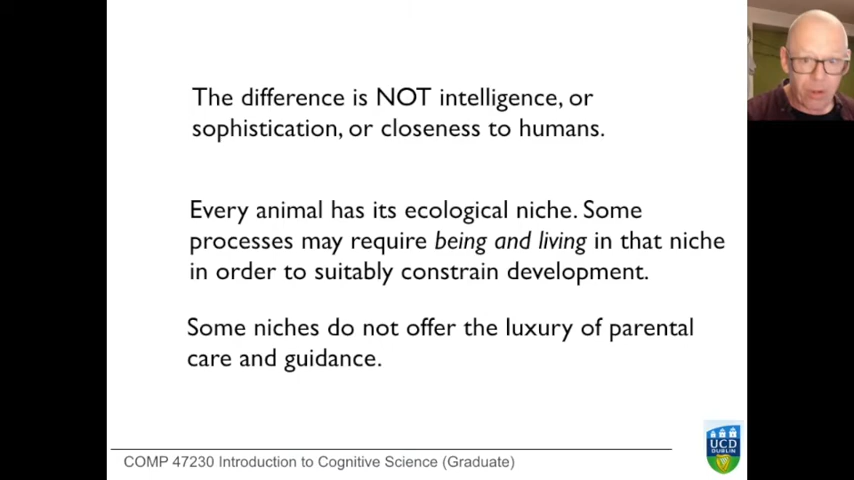 The difference is NOT intelligence, or
sophistication, or closeness to humans.
Every animal has its ecological niche. Some
processes may require being and living in that niche
in order to suitably constrain development.
Some niches do not offer the luxury of parental
care and guidance.
COMP 47230 Introduction to Cognitive Science (Graduate)
UCD
DUBLIN